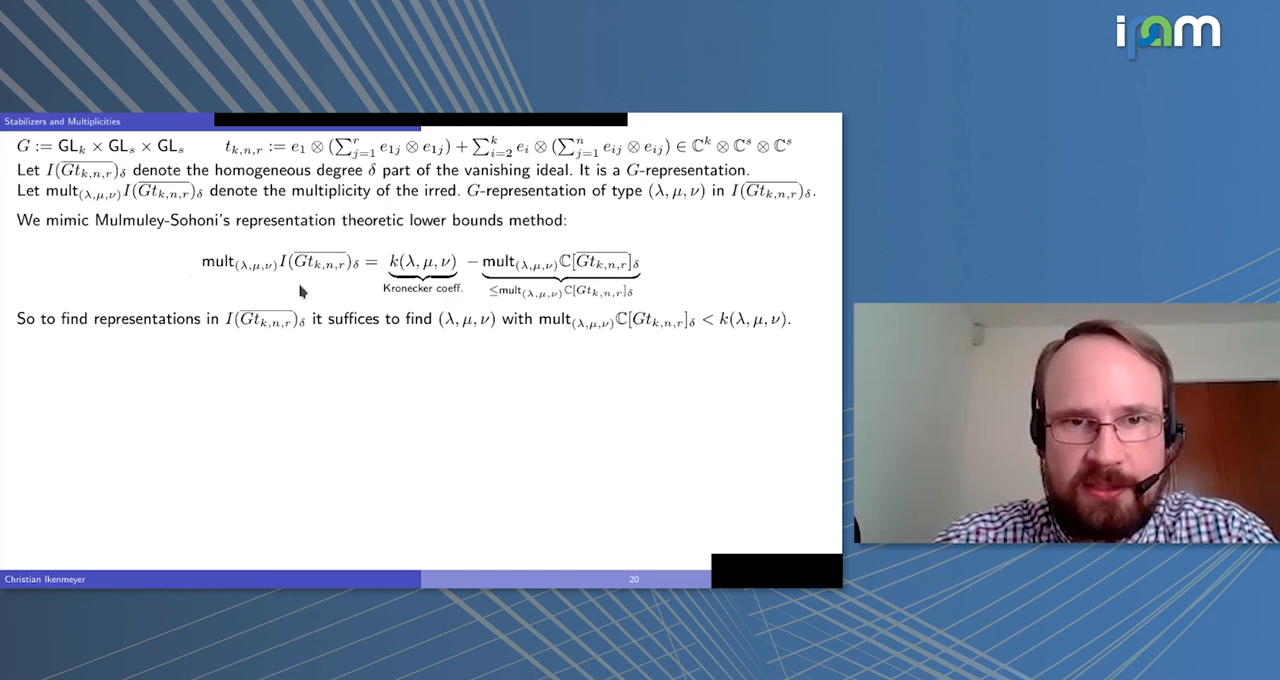 ipam
Stabilizers and Multiplicities
G := GL_k × GL_s × GL_s t_{k,n,r} := e_1 ⊗ (∑_{j=1}^r e_{1j} ⊗ e_{1j}) + ∑_{i=2}^k e_i ⊗ (∑_{j=1}^n e_{ij} ⊗ e_{ij}) ∈ ℂ^k ⊗ ℂ^s ⊗ ℂ^s
Let I(\overline{Gt_{k,n,r}})_δ denote the homogeneous degree δ part of the vanishing ideal. It is a G-representation.
Let mult_{(λ,μ,ν)}I(\overline{Gt_{k,n,r}})_δ denote the multiplicity of the irred. G-representation of type (λ, μ, ν) in I(\overline{Gt_{k,n,r}})_δ.
We mimic Mulmuley-Sohoni's representation theoretic lower bounds method:
mult_{(λ,μ,ν)}I(\overline{Gt_{k,n,r}})_δ = k(λ, μ, ν) − mult_{(λ,μ,ν)}ℂ[\overline{Gt_{k,n,r}}]_δ
Kronecker coeff. ≤mult_{(λ,μ,ν)}ℂ[Gt_{k,n,r}]_δ
So to find representations in I(\overline{Gt_{k,n,r}})_δ it suffices to find (λ, μ, ν) with mult_{(λ,μ,ν)}ℂ[Gt_{k,n,r}]_δ < k(λ, μ, ν).
Christian Ikenmeyer 20